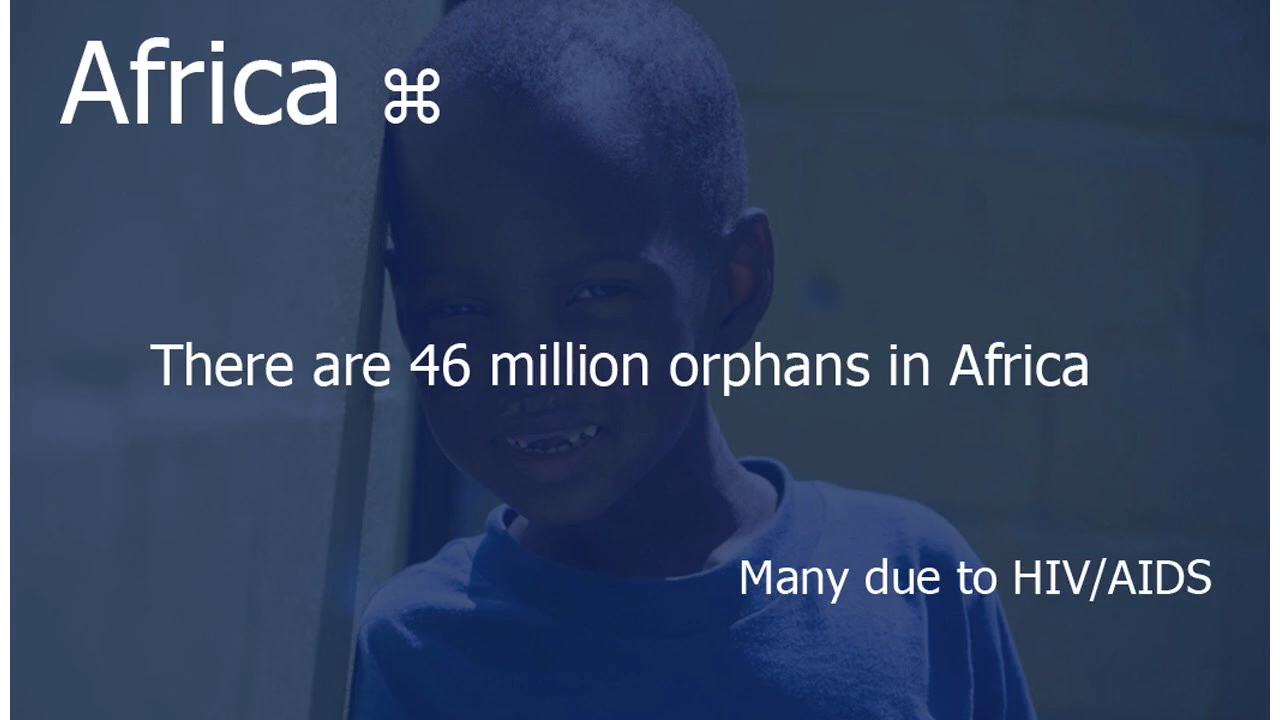 Africa ⌘
There are 46 million orphans in Africa
Many due to HIV/AIDS